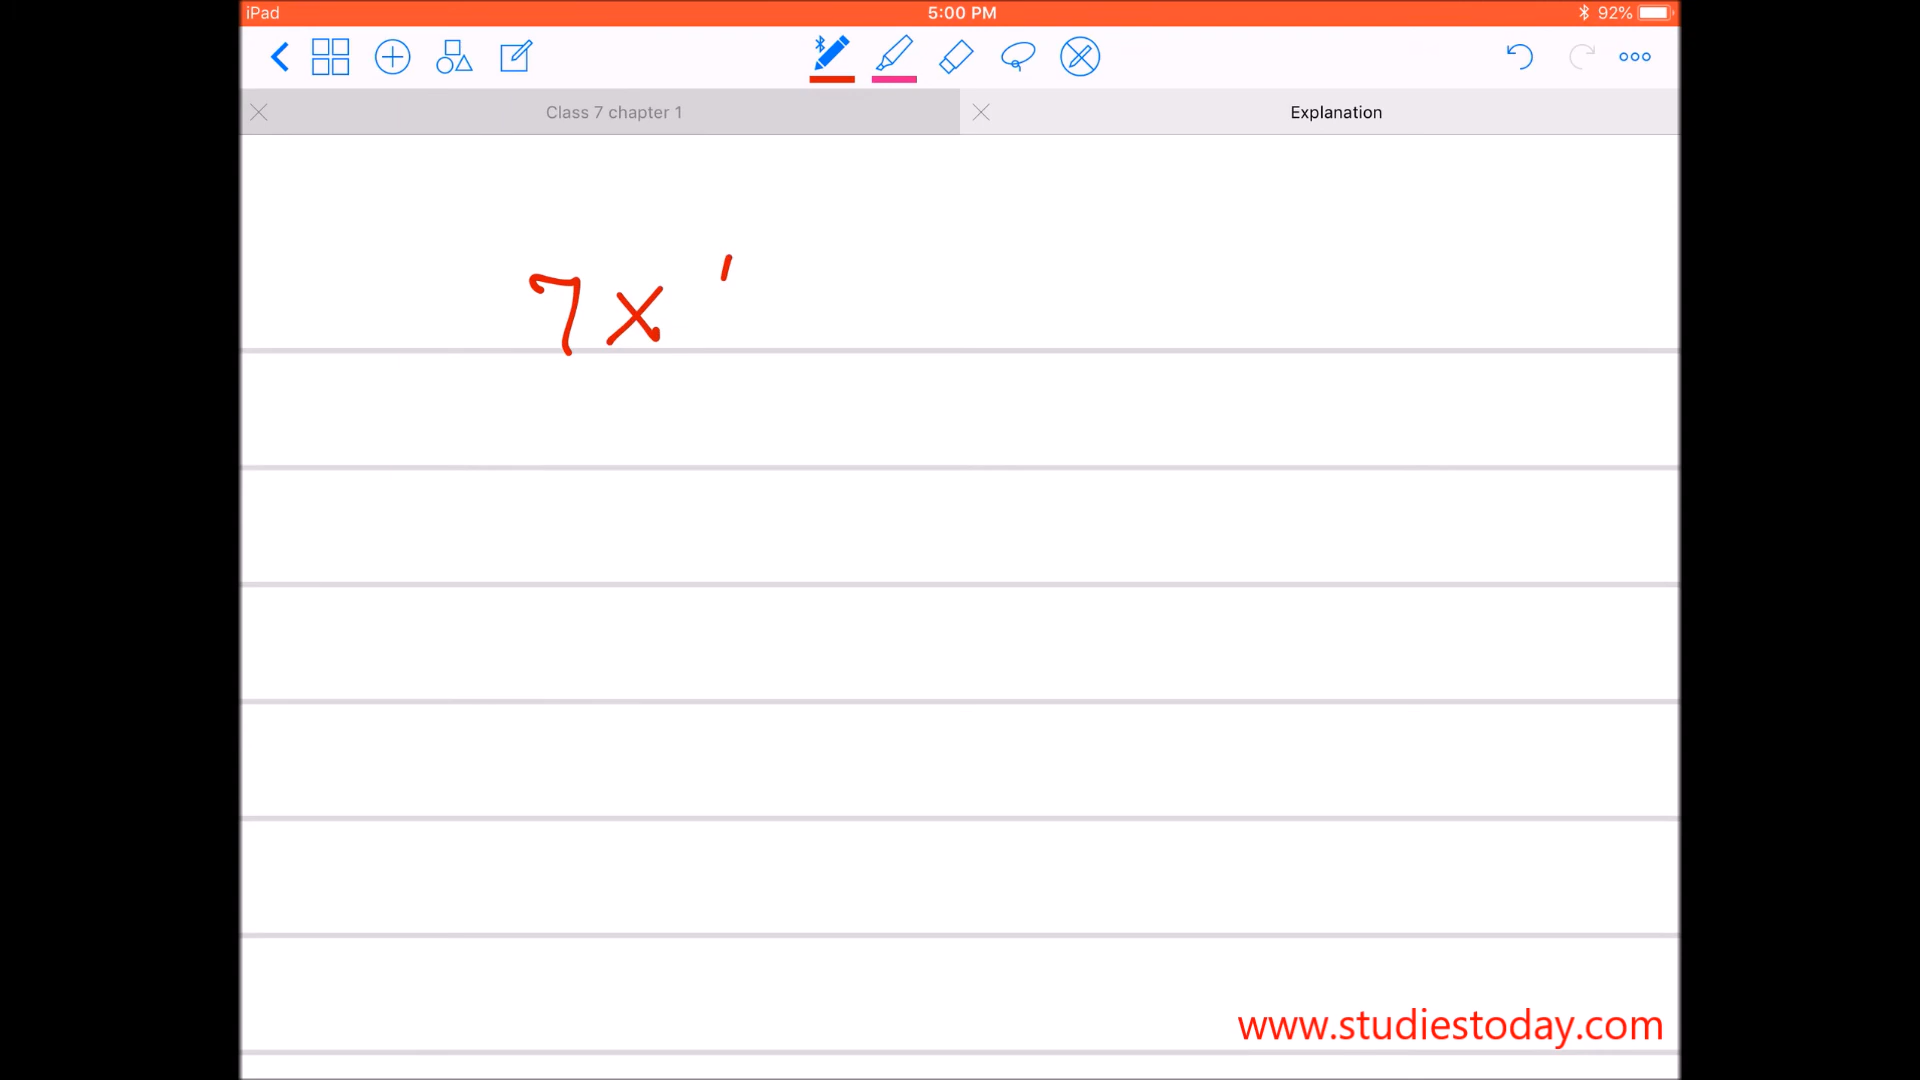 iPad 5:00 PM 92%
Class 7 chapter 1 Explanation
7 x
www.studiestoday.com